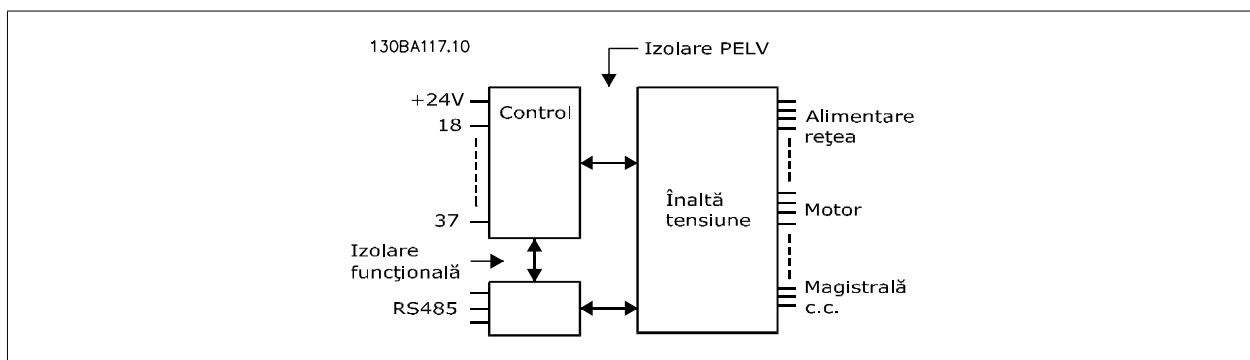 130BA117.10
Izolare PELV
+24V
Control
18
37
Alimentare
reţea
Înaltă
tensiune
Motor
Izolare
funcţională
RS485
Magistrală
c.c.